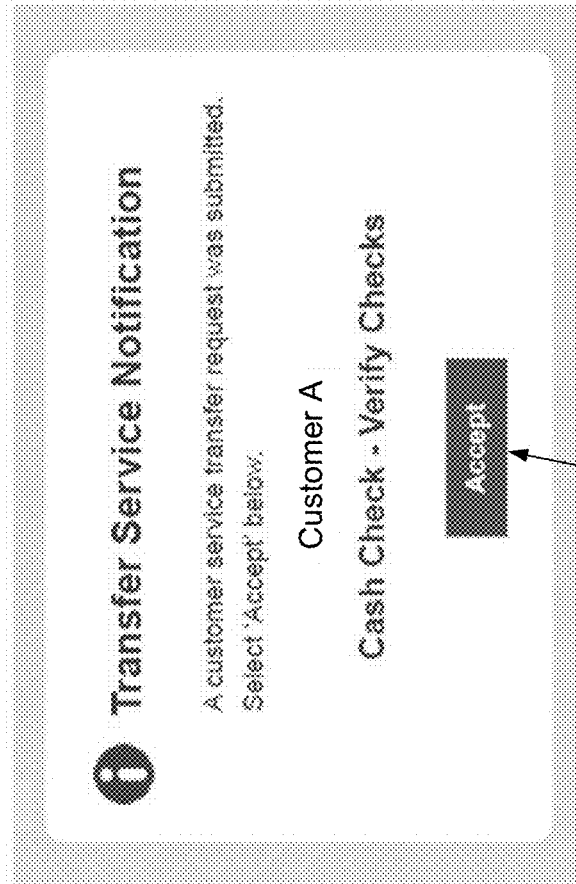 Transfer Service Notification
A customer service transfer request was submitted.
Select 'Accept' below.
Customer A
Cash Check - Verify Checks
Accept